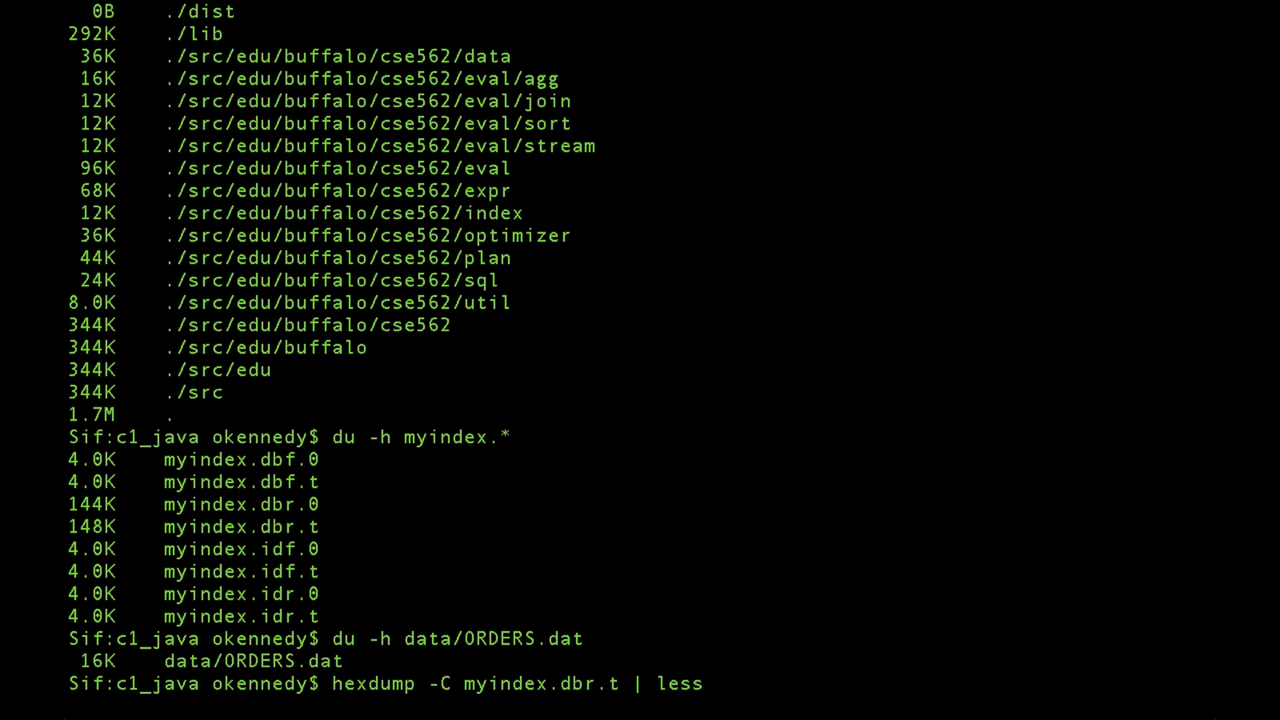 0B ./dist
292K ./lib
36K ./src/edu/buffalo/cse562/data
16K ./src/edu/buffalo/cse562/eval/agg
12K ./src/edu/buffalo/cse562/eval/join
12K ./src/edu/buffalo/cse562/eval/sort
12K ./src/edu/buffalo/cse562/eval/stream
96K ./src/edu/buffalo/cse562/eval
68K ./src/edu/buffalo/cse562/expr
12K ./src/edu/buffalo/cse562/index
36K ./src/edu/buffalo/cse562/optimizer
44K ./src/edu/buffalo/cse562/plan
24K ./src/edu/buffalo/cse562/sql
8.0K ./src/edu/buffalo/cse562/util
344K ./src/edu/buffalo/cse562
344K ./src/edu/buffalo
344K ./src/edu
344K ./src
1.7M .
Sif:c1_java okennedy$ du -h myindex.*
4.0K myindex.dbf.0
4.0K myindex.dbf.t
144K myindex.dbr.0
148K myindex.dbr.t
4.0K myindex.idf.0
4.0K myindex.idf.t
4.0K myindex.idr.0
4.0K myindex.idr.t
Sif:c1_java okennedy$ du -h data/ORDERS.dat
16K data/ORDERS.dat
Sif:c1_java okennedy$ hexdump -C myindex.dbr.t | less